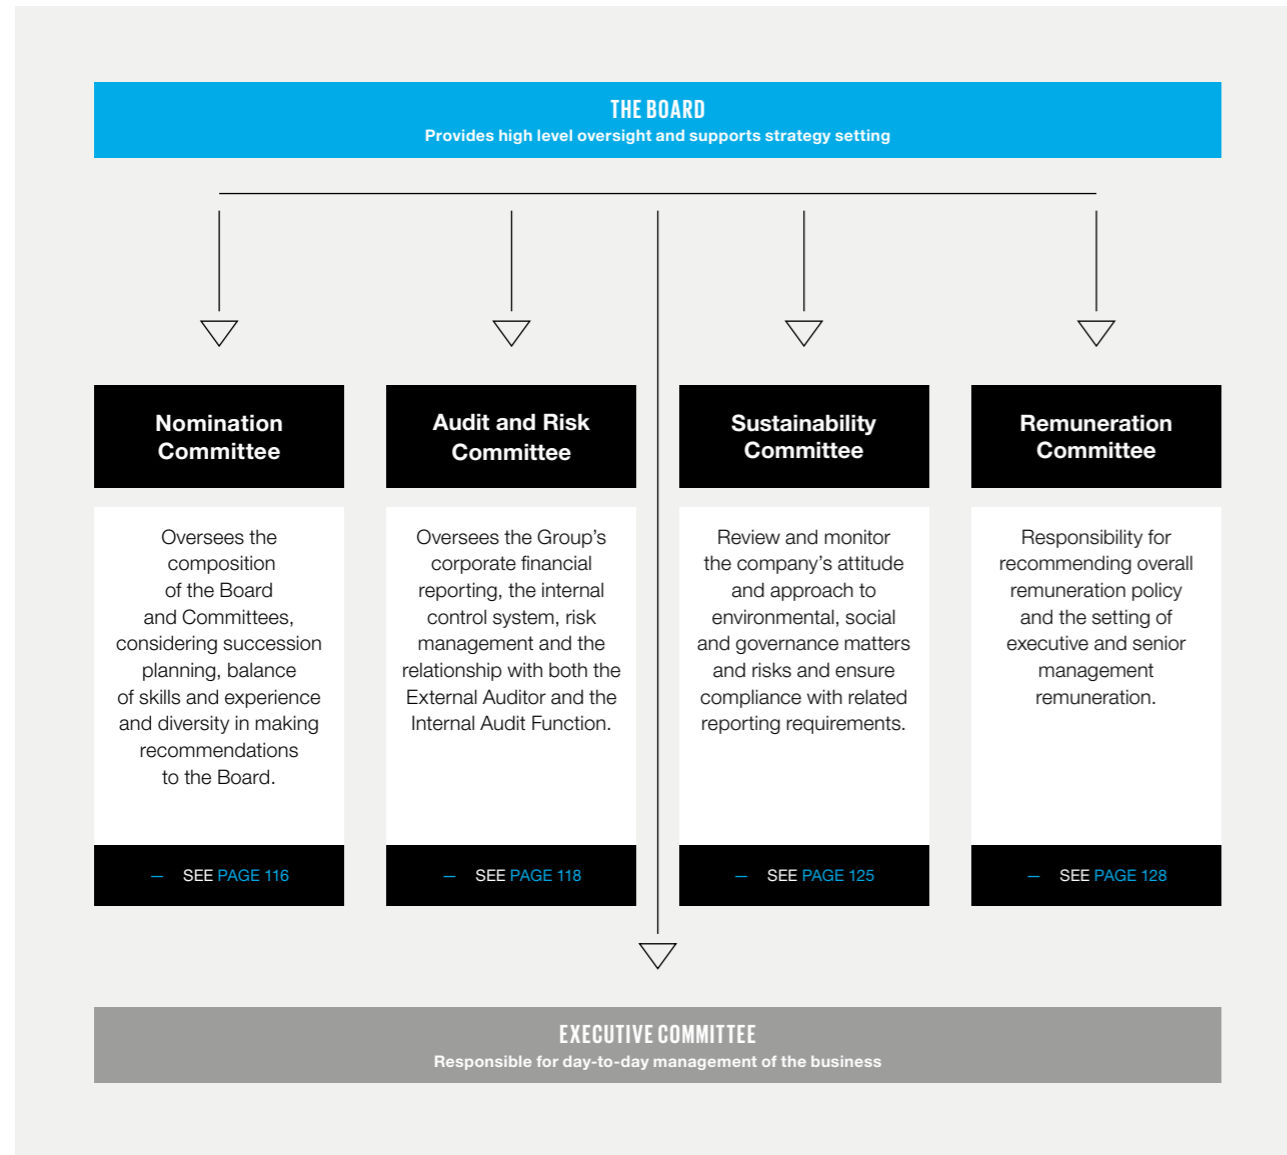 THE BOARD
Provides high level oversight and supports strategy setting
Nomination
Committee
Oversees the
composition
of the Board
and Committees,
considering succession
planning, balance
of skills and experience
and diversity in making
recommendations
to the Board.
— SEE PAGE 116
Audit and Risk
Committee
Oversees the Group’s
corporate financial
reporting, the internal
control system, risk
management and the
relationship with both the
External Auditor and the
Internal Audit Function.
— SEE PAGE 118
Sustainability
Committee
Review and monitor
the company’s attitude
and approach to
environmental, social
and governance matters
and risks and ensure
compliance with related
reporting requirements.
— SEE PAGE 125
Remuneration
Committee
Responsibility for
recommending overall
remuneration policy
and the setting of
executive and senior
management
remuneration.
— SEE PAGE 128
EXECUTIVE COMMITTEE
Responsible for day-to-day management of the business